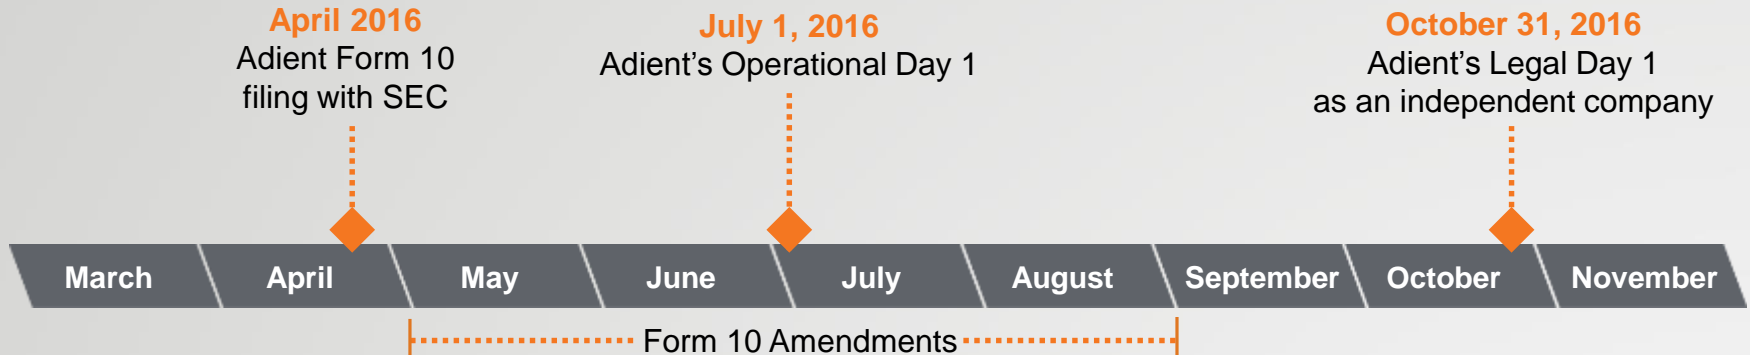 April 2016
Adient Form 10
filing with SEC
July 1, 2016
Adient's Operational Day 1
October 31, 2016
Adient's Legal Day 1
as an independent company
March April May June July August September October November
Form 10 Amendments